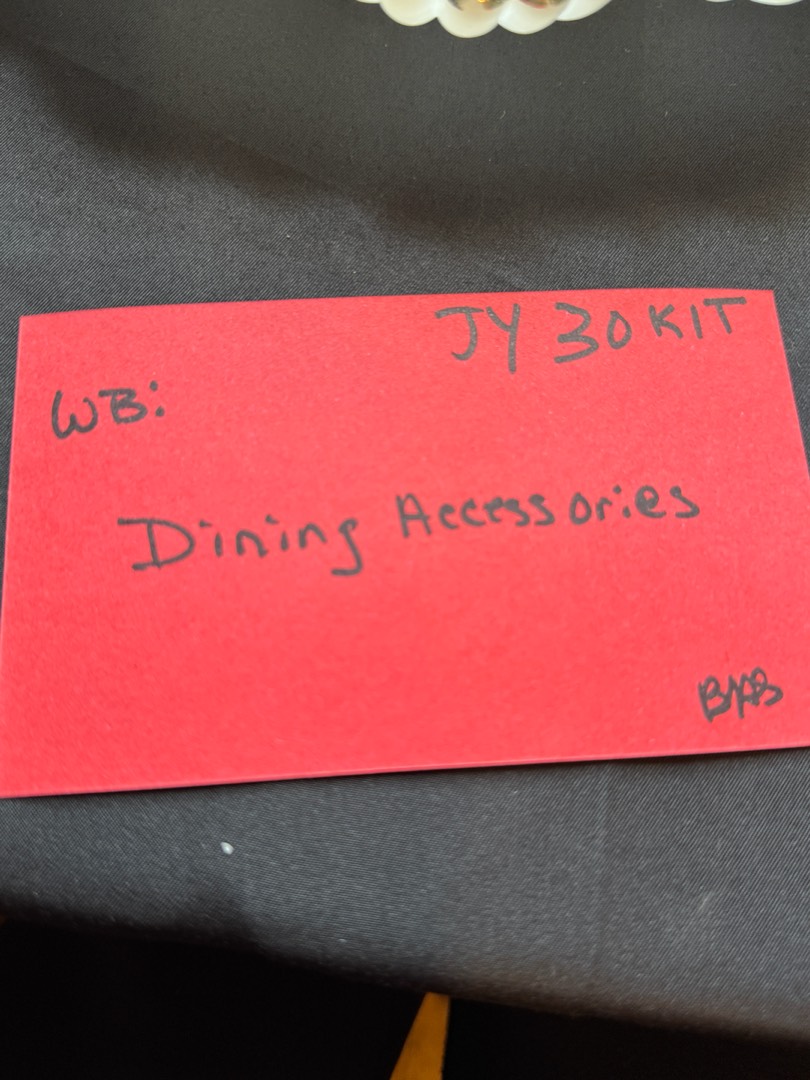 JY 30 KIT
WB:
Dining Accessories